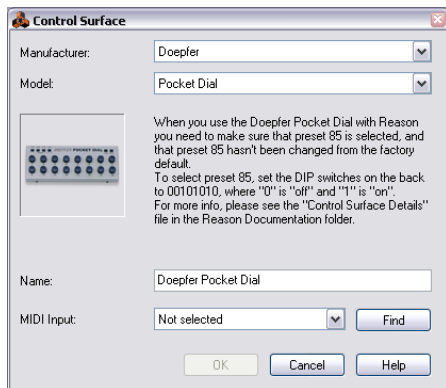 Control Surface
Manufacturer:
Doepfer
Model:
Pocket Dial
When you use the Doepfer Pocket Dial with Reason
you need to make sure that preset 85 is selected, and
that preset 85 hasn't been changed from the factory
default.
To select preset 85, set the DIP switches on the back
to 00101010, where "0" is "off" and "1" is "on".
For more info, please see the "Control Surface Details"
file in the Reason Documentation folder.
POCKET DIAL
Name:
Doepfer Pocket Dial
MIDI Input:
Not selected
Find
OK
Cancel
Help